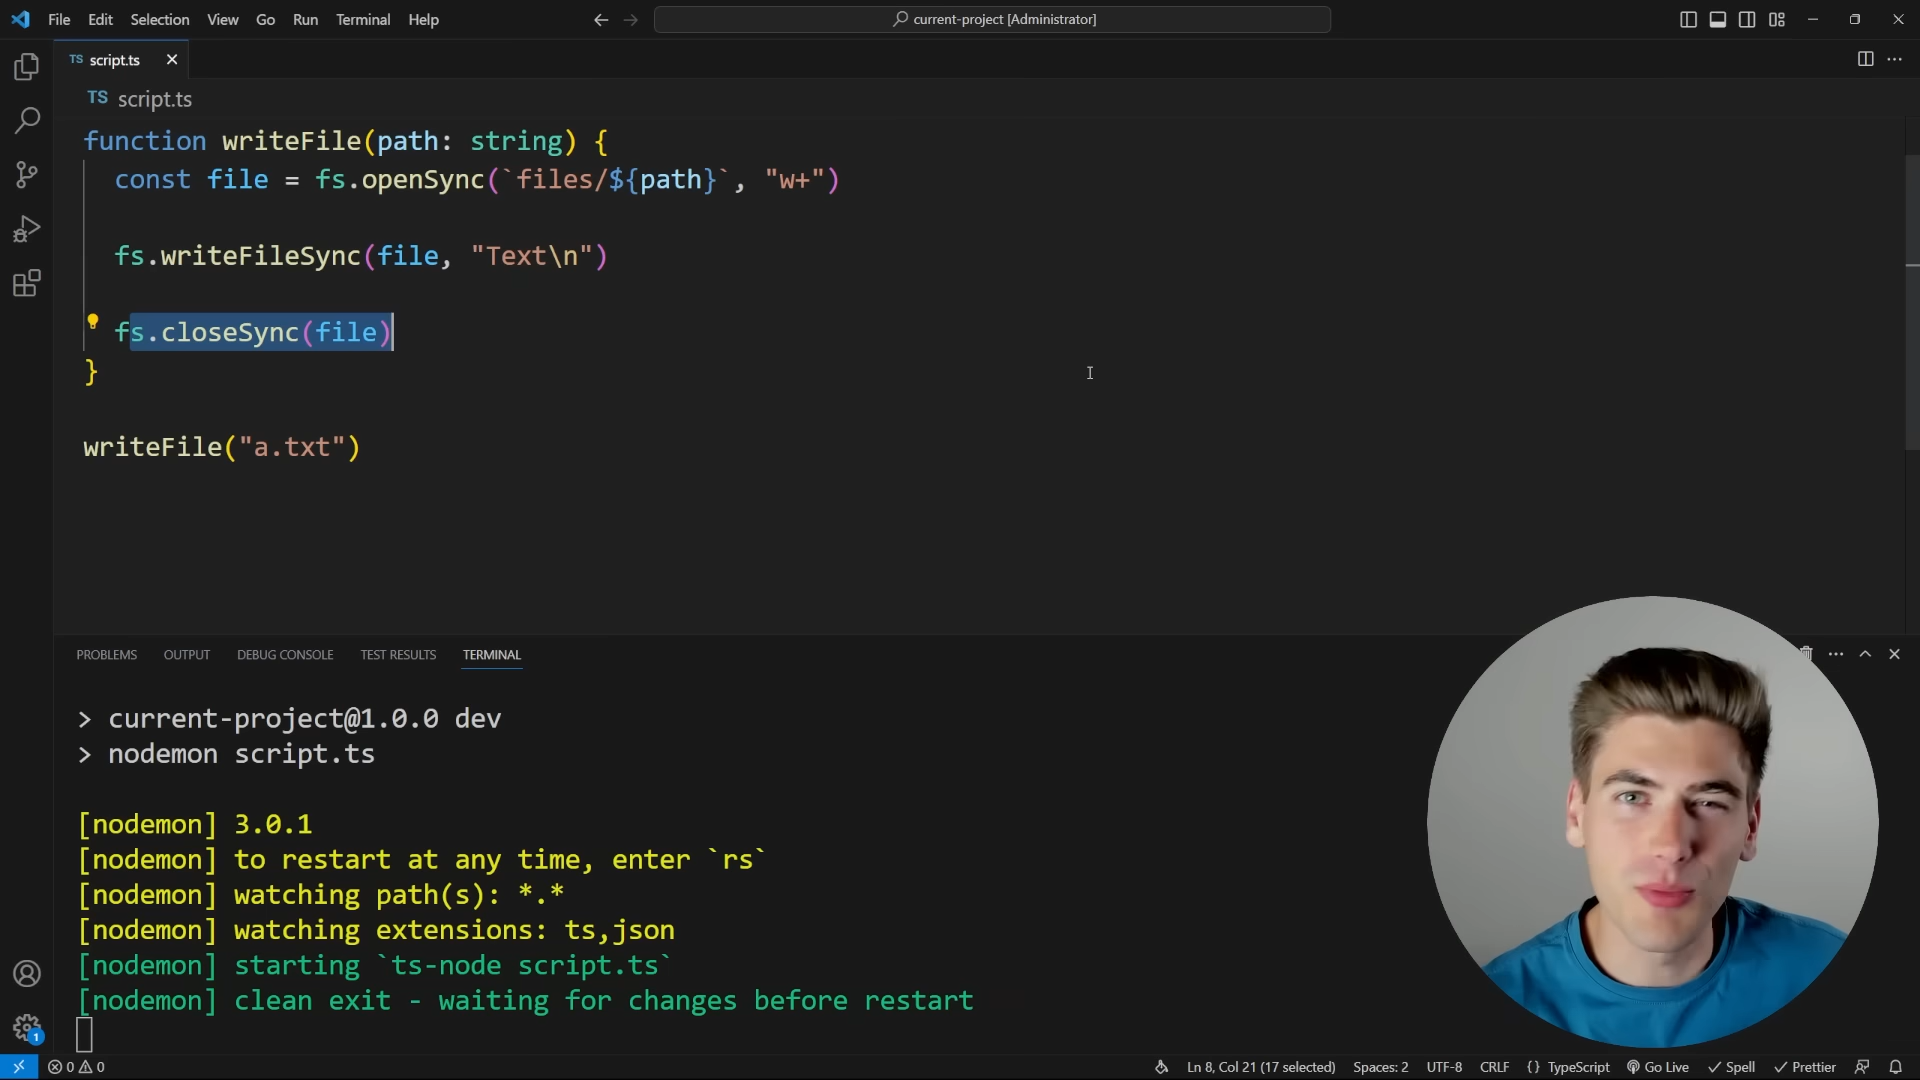 File Edit Selection View Go Run Terminal Help
current-project [Administrator]
TS script.ts
TS script.ts
function writeFile(path: string) {
const file = fs.openSync(`files/${path}`, "w+")
fs.writeFileSync(file, "Text\n")
fs.closeSync(file)
}
writeFile("a.txt")
PROBLEMS OUTPUT DEBUG CONSOLE TEST RESULTS TERMINAL
> current-project@1.0.0 dev
> nodemon script.ts
[nodemon] 3.0.1
[nodemon] to restart at any time, enter `rs`
[nodemon] watching path(s): *.*
[nodemon] watching extensions: ts,json
[nodemon] starting `ts-node script.ts`
[nodemon] clean exit - waiting for changes before restart
1
0 0 Ln 8, Col 21 (17 selected) Spaces: 2 UTF-8 CRLF {} TypeScript Go Live Spell Prettier